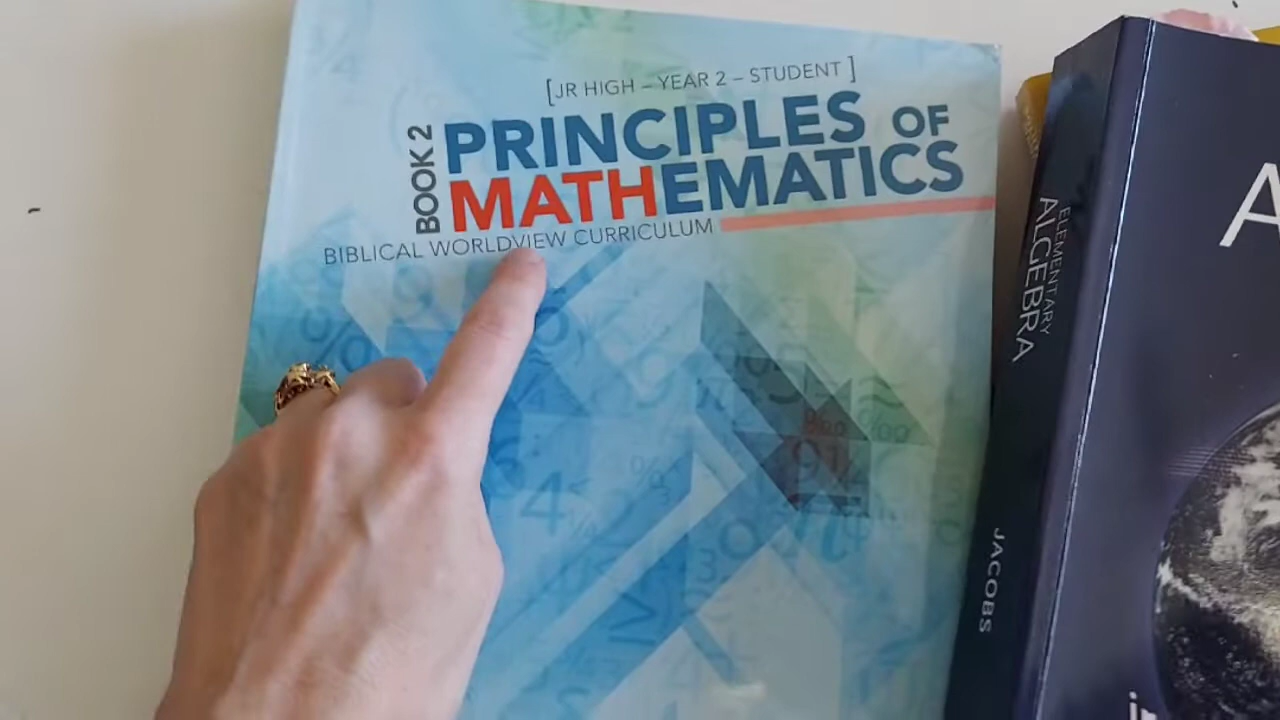 [JR HIGH – YEAR 2 – STUDENT]
BOOK 2
PRINCIPLES OF
MATHEMATICS
BIBLICAL WORLDVIEW CURRICULUM
ELEMENTARY
ALGEBRA
JACOBS
A